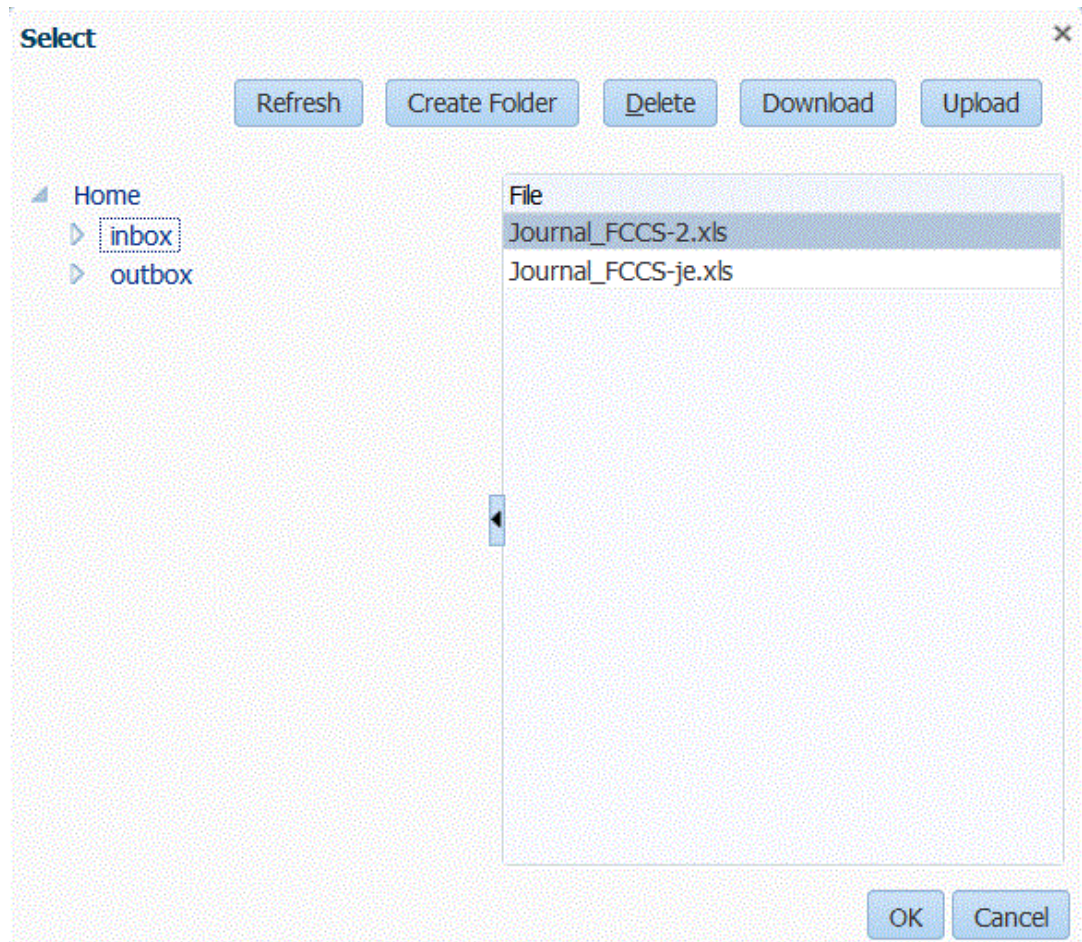 Select
Refresh Create Folder Delete Download Upload
Home
inbox
outbox
File
Journal_FCCS-2.xls
Journal_FCCS-je.xls
OK Cancel